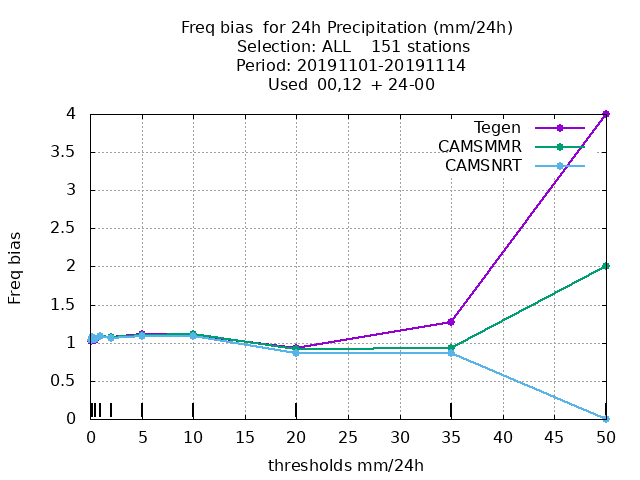 Freq bias  for 24h Precipitation (mm/24h)
Selection: ALL    151 stations
Period: 20191101-20191114
Used  00,12  + 24-00
Tegen
CAMSMMR
CAMSNRT
Freq bias
4
3.5
3
2.5
2
1.5
1
0.5
0
0 5 10 15 20 25 30 35 40 45 50
thresholds mm/24h